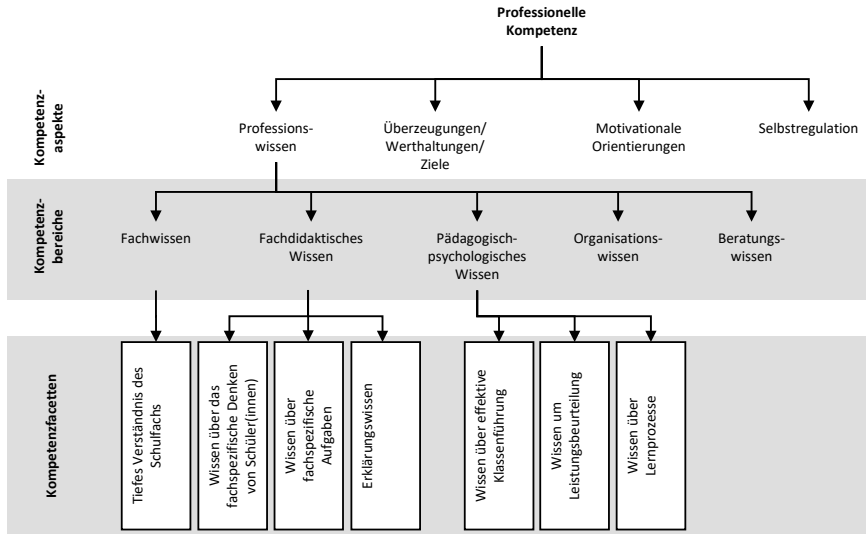 Professionelle
Kompetenz
Kompetenz-
aspekte
Professions-
wissen
Überzeugungen/
Werthaltungen/
Ziele
Motivationale
Orientierungen
Selbstregulation
Kompetenz-
bereiche
Fachwissen
Fachdidaktisches
Wissen
Pädagogisch-
psychologisches
Wissen
Organisations-
wissen
Beratungs-
wissen
Kompetenzfacetten
Tiefes Verständnis des
Schulfachs
Wissen über das
fachspezifische Denken
von Schüler(innen)
Wissen über
fachspezifische
Aufgaben
Erklärungswissen
Wissen über effektive
Klassenführung
Wissen um
Leistungsbeurteilung
Wissen über
Lernprozesse